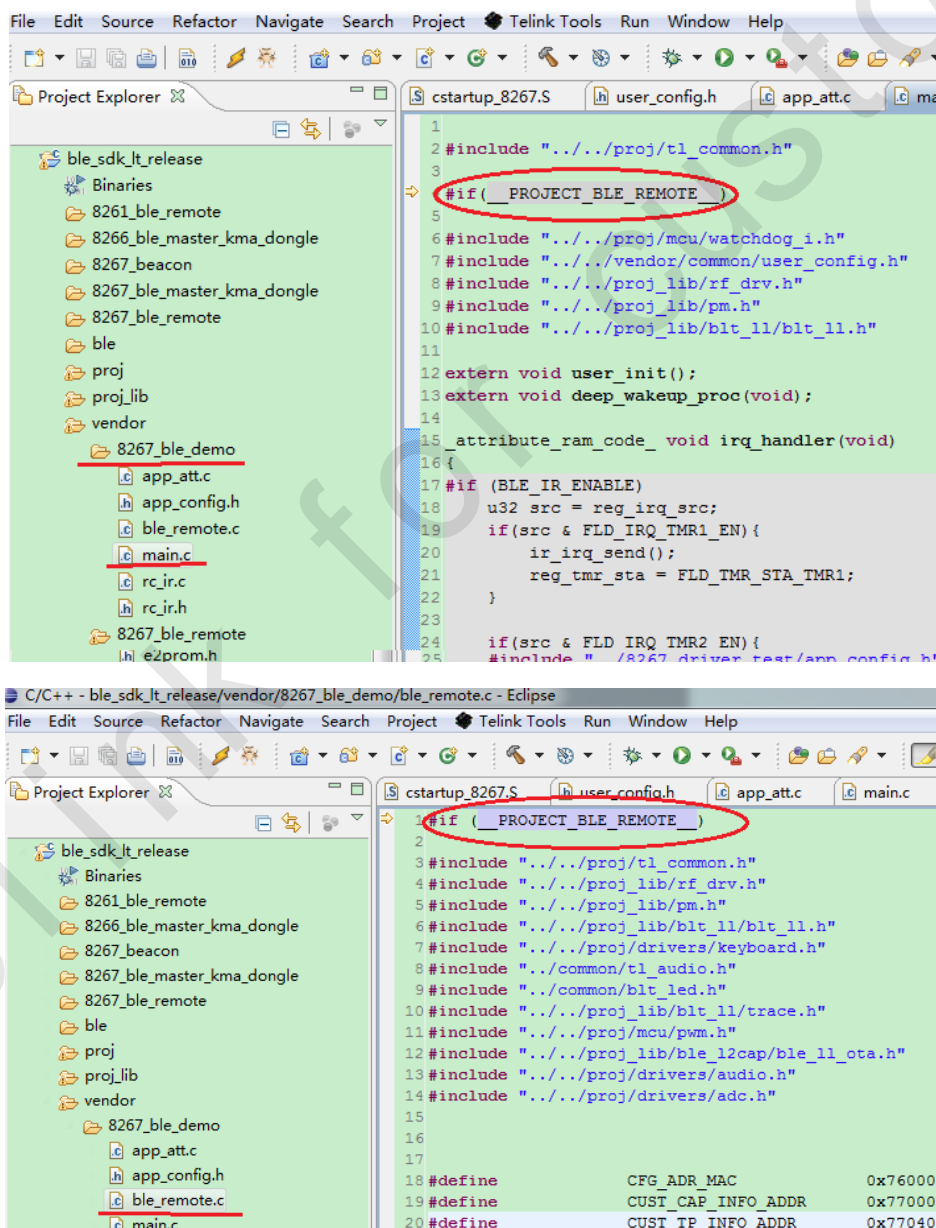 File Edit Source Refactor Navigate Search Project Telink Tools Run Window Help
Project Explorer
cstartup_8267.S user_config.h app_att.c ma
ble_sdk_lt_release
Binaries
8261_ble_remote
8266_ble_master_kma_dongle
8267_beacon
8267_ble_master_kma_dongle
8267_ble_remote
ble
proj
proj_lib
vendor
8267_ble_demo
app_att.c
app_config.h
ble_remote.c
main.c
rc_ir.c
rc_ir.h
8267_ble_remote
e2prom.h
1
2 #include "../../proj/tl_common.h"
3
#if(__PROJECT_BLE_REMOTE__)
5
6 #include "../../proj/mcu/watchdog_i.h"
7 #include "../../vendor/common/user_config.h"
8 #include "../../proj_lib/rf_drv.h"
9 #include "../../proj_lib/pm.h"
10 #include "../../proj_lib/blt_ll/blt_ll.h"
11
12 extern void user_init();
13 extern void deep_wakeup_proc(void);
14
15 _attribute_ram_code_ void irq_handler(void)
16 {
17 #if (BLE_IR_ENABLE)
18 u32 src = reg_irq_src;
19 if(src & FLD_IRQ_TMR1_EN){
20 ir_irq_send();
21 reg_tmr_sta = FLD_TMR_STA_TMR1;
22 }
23
24 if(src & FLD_IRQ_TMR2_EN){
25 #include "../8267_driver_test/app_config.h"
C/C++ - ble_sdk_lt_release/vendor/8267_ble_demo/ble_remote.c - Eclipse
File Edit Source Refactor Navigate Search Project Telink Tools Run Window Help
Project Explorer
cstartup_8267.S user_config.h app_att.c main.c
ble_sdk_lt_release
Binaries
8261_ble_remote
8266_ble_master_kma_dongle
8267_beacon
8267_ble_master_kma_dongle
8267_ble_remote
ble
proj
proj_lib
vendor
8267_ble_demo
app_att.c
app_config.h
ble_remote.c
main.c
1 #if (__PROJECT_BLE_REMOTE__)
2
3 #include "../../proj/tl_common.h"
4 #include "../../proj_lib/rf_drv.h"
5 #include "../../proj_lib/pm.h"
6 #include "../../proj_lib/blt_ll/blt_ll.h"
7 #include "../../proj/drivers/keyboard.h"
8 #include "../common/tl_audio.h"
9 #include "../common/blt_led.h"
10 #include "../../proj_lib/blt_ll/trace.h"
11 #include "../../proj/mcu/pwm.h"
12 #include "../../proj_lib/ble_l2cap/ble_ll_ota.h"
13 #include "../../proj/drivers/audio.h"
14 #include "../../proj/drivers/adc.h"
15
16
17
18 #define CFG_ADR_MAC 0x76000
19 #define CUST_CAP_INFO_ADDR 0x77000
20 #define CUST_TP_INFO_ADDR 0x77040